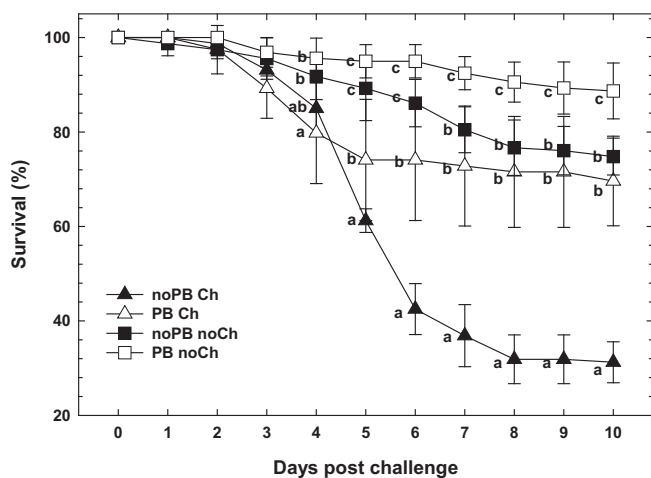 Survival (%)
100
80
60
40
20
b c c c c c c
b c c b b b b
ab
a b b b b b b
a a a a a a
noPB Ch
PB Ch
noPB noCh
PB noCh
0 1 2 3 4 5 6 7 8 9 10
Days post challenge